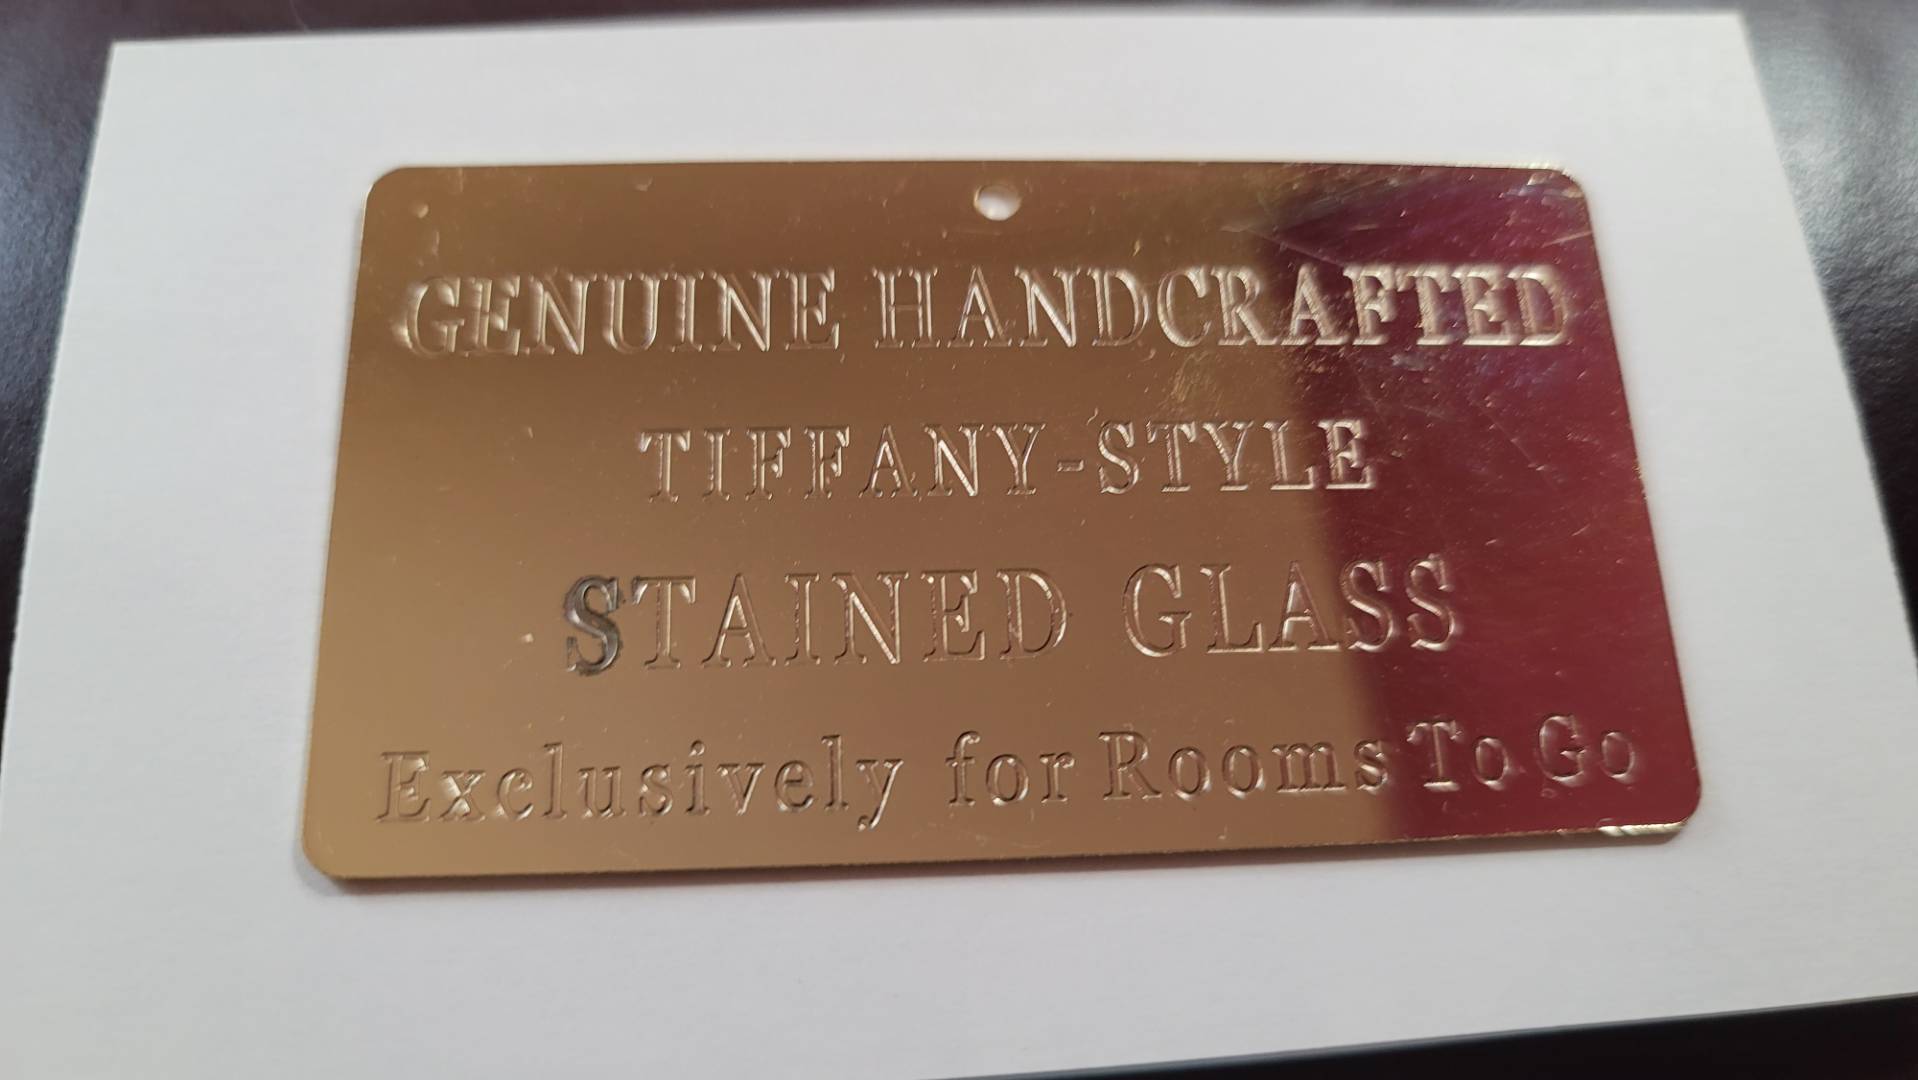 GENUINE HANDCRAFTED
TIFFANY-STYLE
STAINED GLASS
Exclusively for Rooms To Go